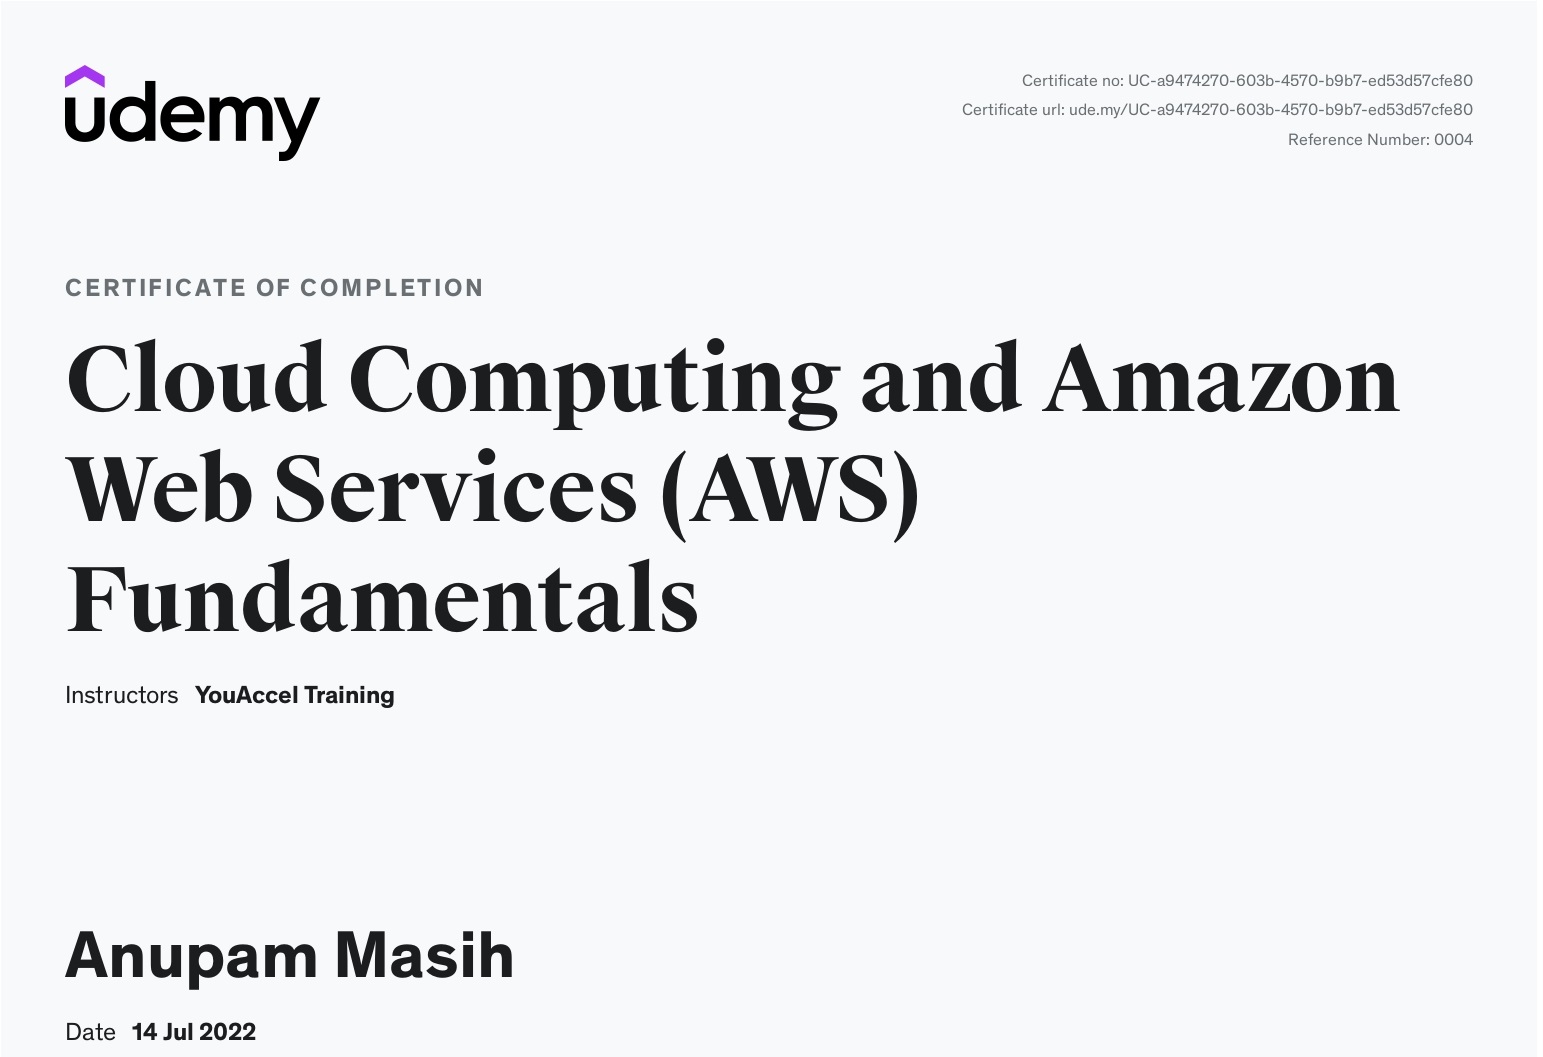 udemy
Certificate no: UC-a9474270-603b-4570-b9b7-ed53d57cfe80
Certificate url: ude.my/UC-a9474270-603b-4570-b9b7-ed53d57cfe80
Reference Number: 0004
CERTIFICATE OF COMPLETION
Cloud Computing and Amazon
Web Services (AWS)
Fundamentals
Instructors YouAccel Training
Anupam Masih
Date 14 Jul 2022